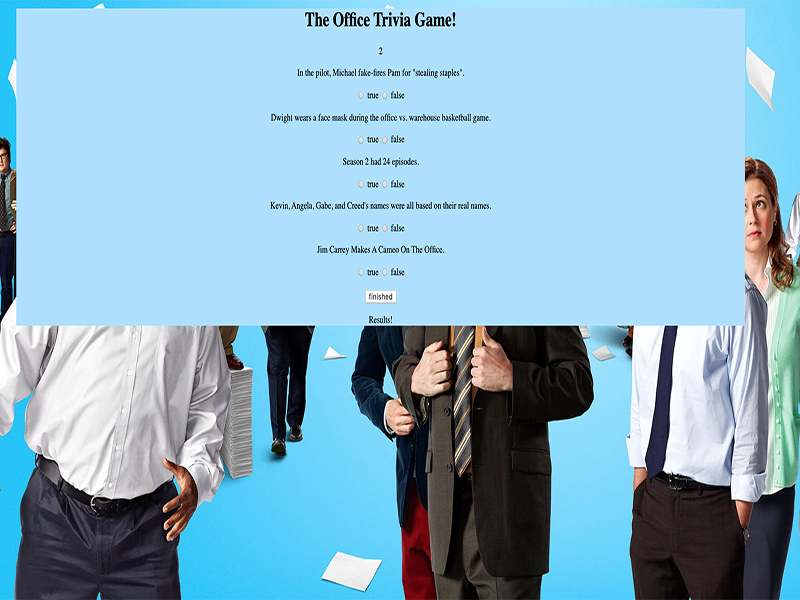 The Office Trivia Game!
2
In the pilot, Michael fake-fires Pam for "stealing staples".
true false
Dwight wears a face mask during the office vs. warehouse basketball game.
true false
Season 2 had 24 episodes.
true false
Kevin, Angela, Gabe, and Creed's names were all based on their real names.
true false
Jim Carrey Makes A Cameo On The Office.
true false
finished
Results!